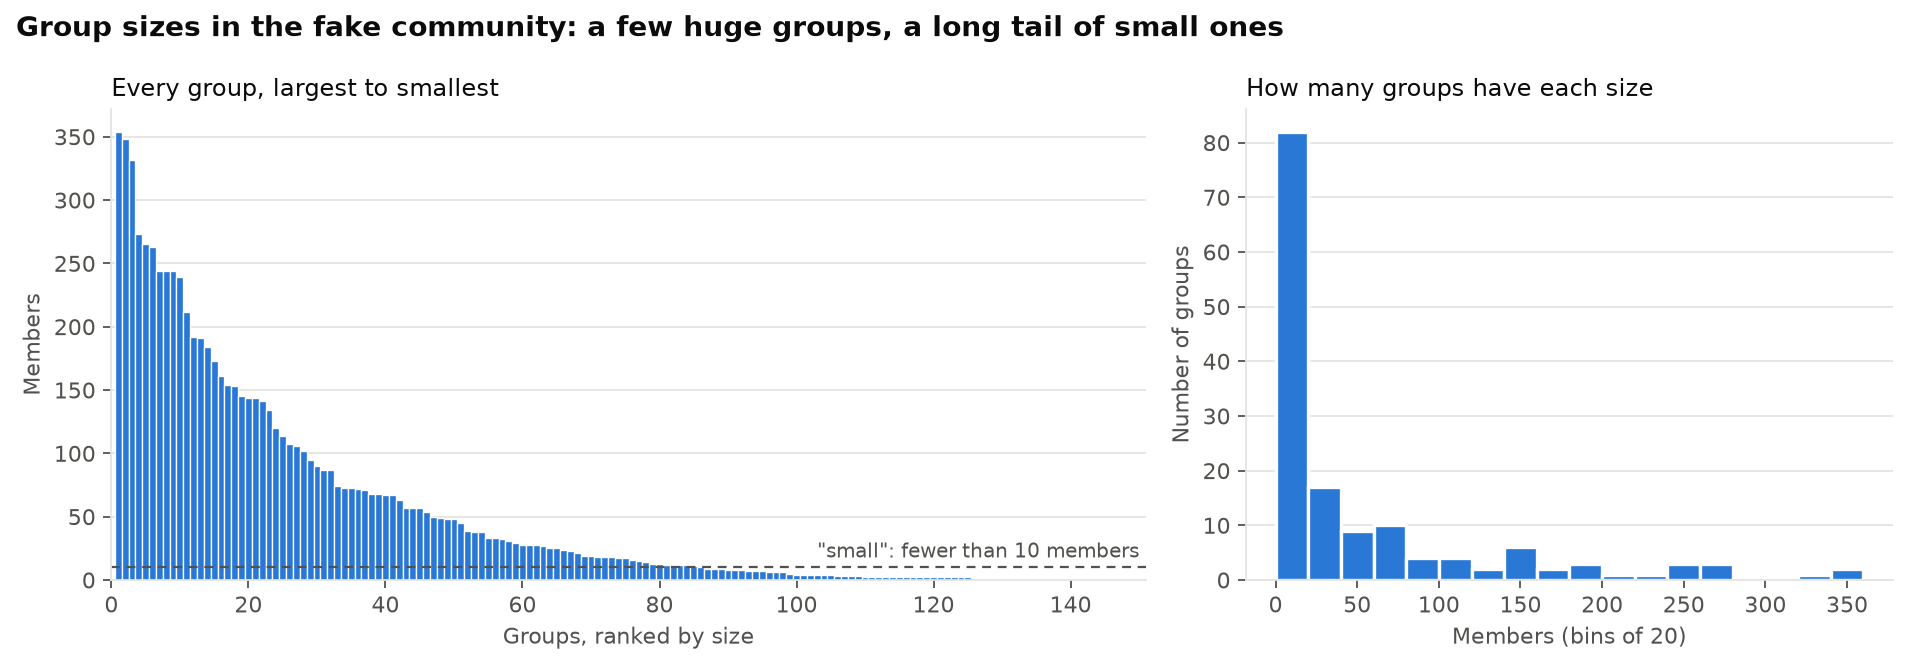 Group sizes in the fake community: a few huge groups, a long tail of small ones
Every group, largest to smallest
Members
350
300
250
200
150
100
50
0
"small": fewer than 10 members
0 20 40 60 80 100 120 140
Groups, ranked by size
How many groups have each size
Number of groups
80
70
60
50
40
30
20
10
0
0 50 100 150 200 250 300 350
Members (bins of 20)